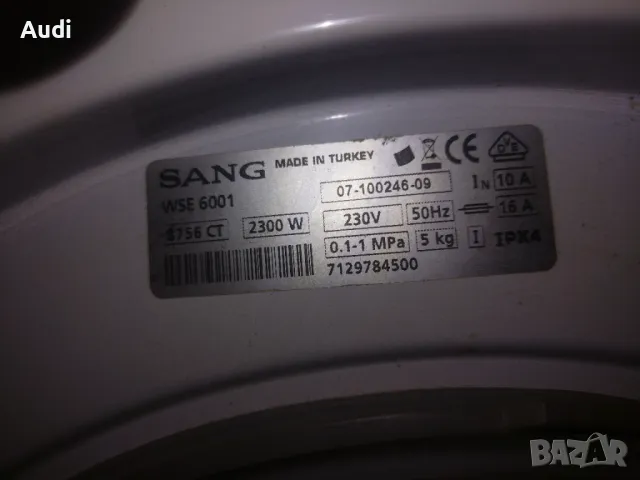 Audi
SANG MADE IN TURKEY CE
WSE 6001 07-100246-09 IN 10 A
8756 CT 2300 W 230V 50Hz 16 A
0.1-1 MPa 5 kg I IPX4
7129784500
BAZAR